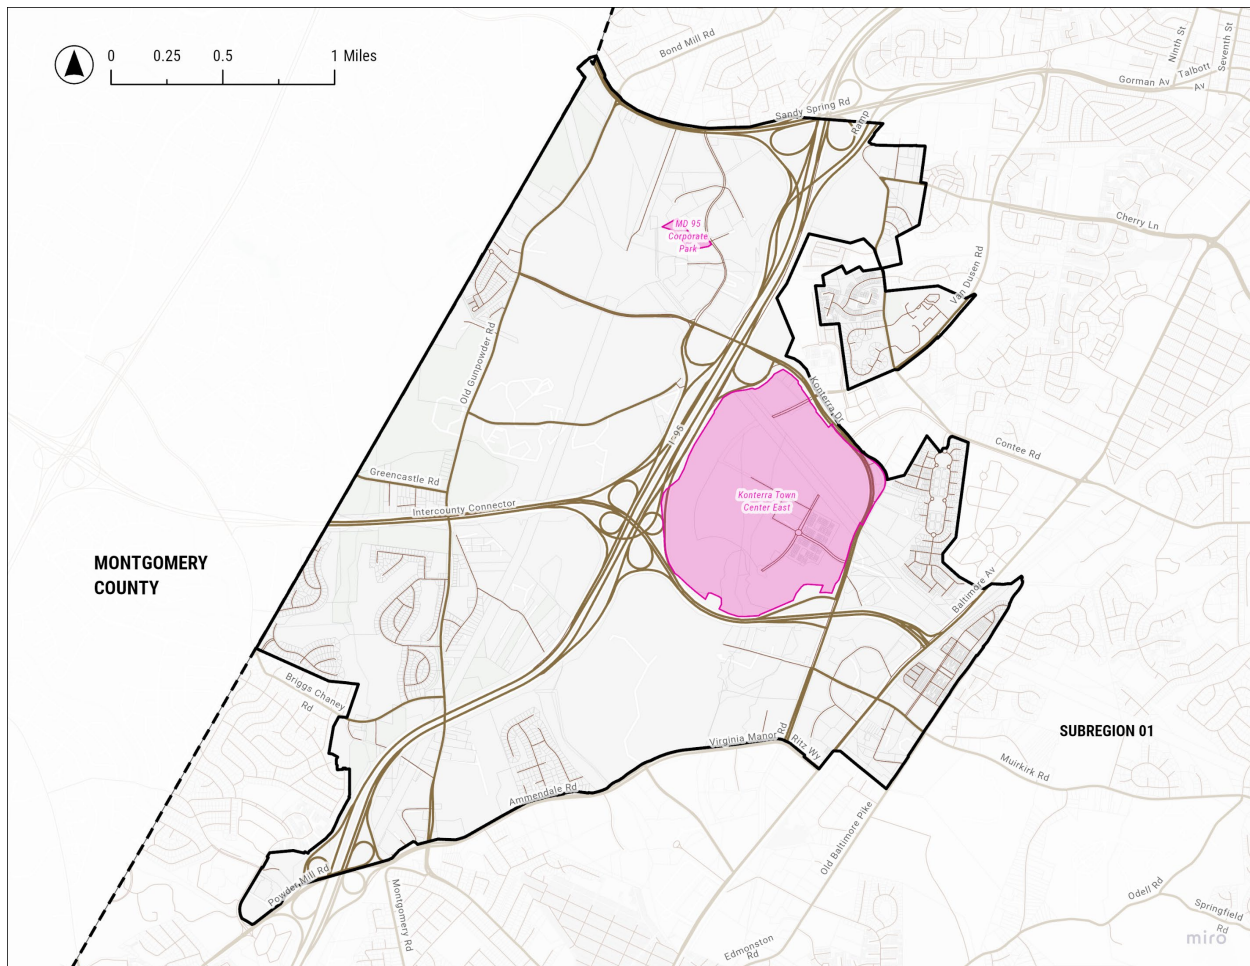 0 0.25 0.5 1 Miles
Bond Mill Rd
Ninth St
Seventh St
Talbott
Av
Gorman Av
Sandy Spring Rd
Ramp
MD 95
Corporate
Park
Cherry Ln
Van Dusen Rd
Old Gunpowder Rd
Konterra Dr
I-95
Contee Rd
Greencastle Rd
Intercounty Connector
Konterra Town
Center East
MONTGOMERY
COUNTY
Baltimore Av
Briggs Chaney
Rd
SUBREGION 01
Virginia Manor Rd
Ritz Wy
Muirkirk Rd
Ammendale Rd
Old Baltimore Pike
Powder Mill Rd
Montgomery Rd
Odell Rd
Springfield
Rd
Edmonston
Rd
miro